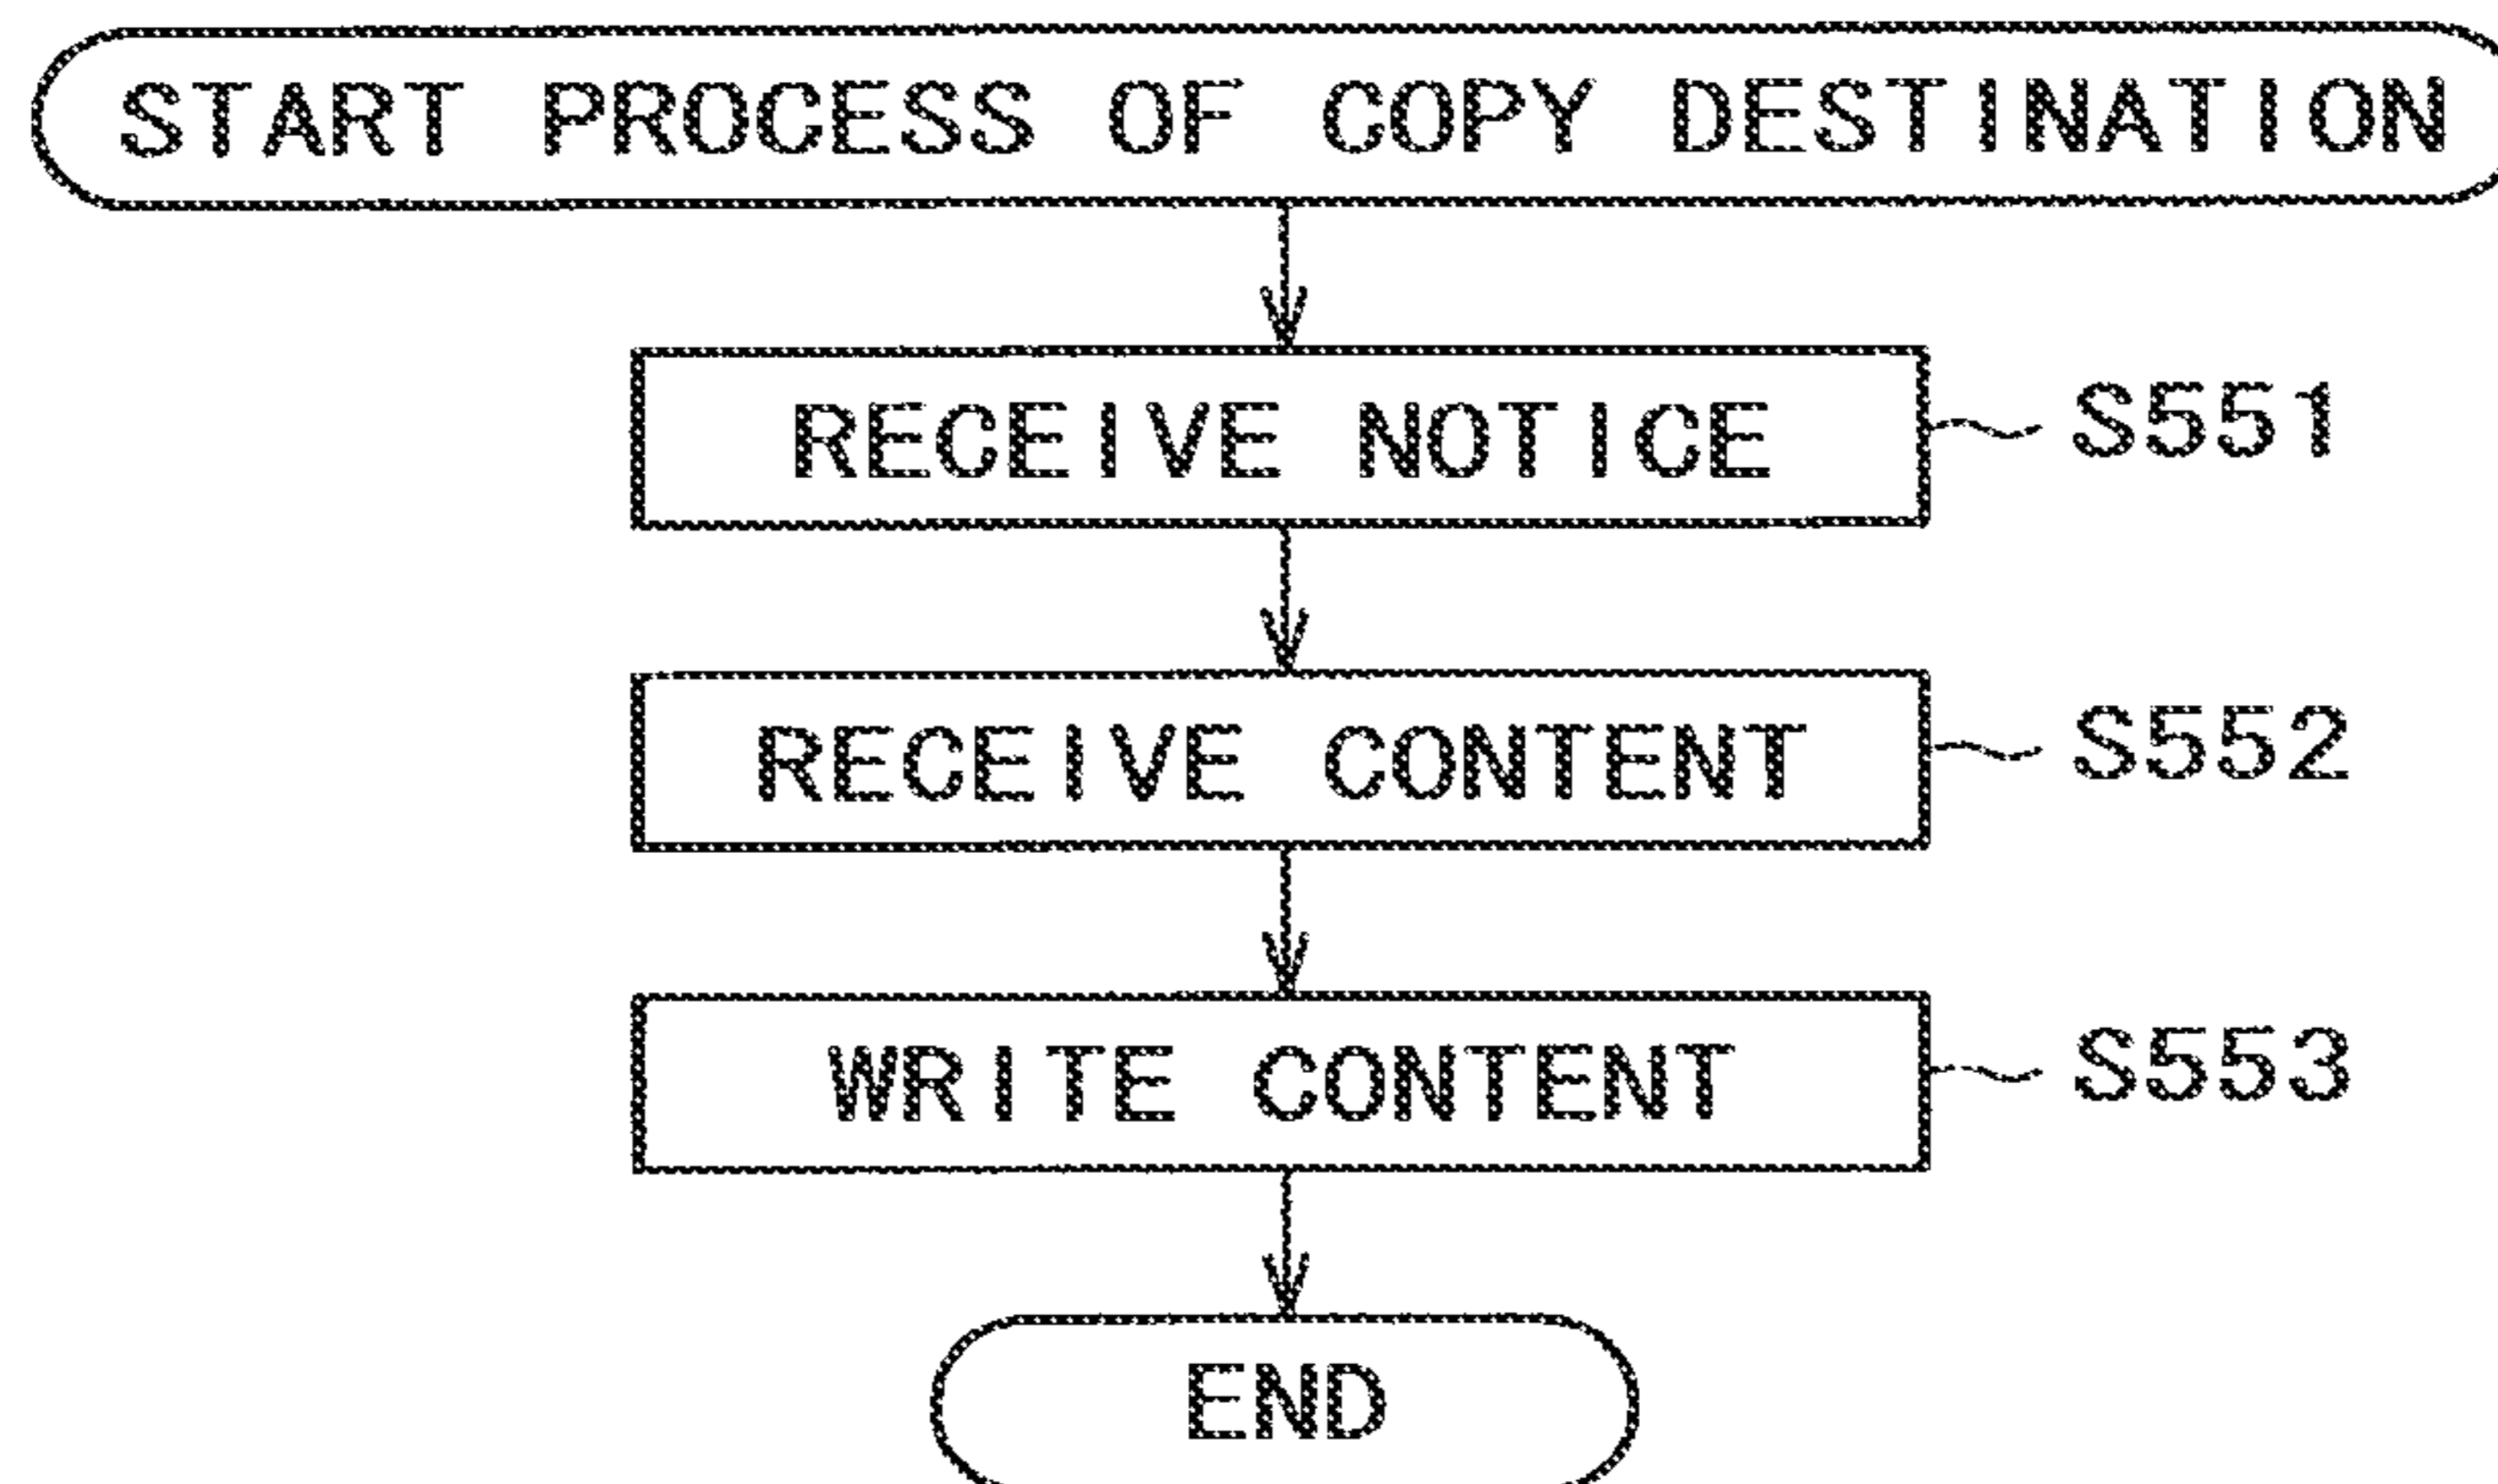 START PROCESS OF COPY DESTINATION
RECEIVE NOTICE
S551
RECEIVE CONTENT
S552
WRITE CONTENT
S553
END